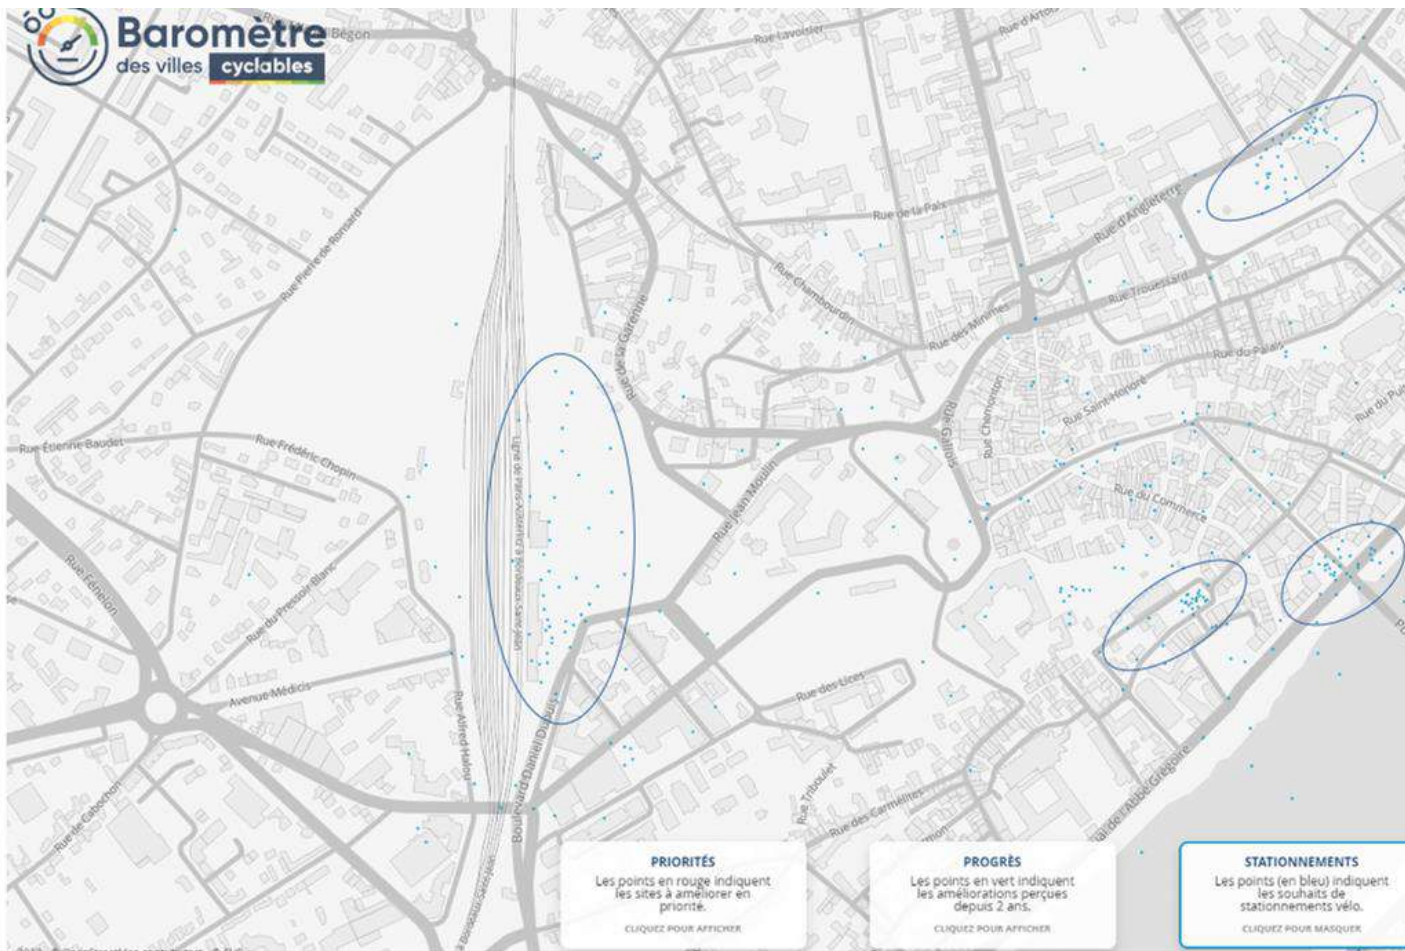 Baromètre
des villes cyclables
Bégon
Rue Lavoisier
Rue d'Artois
Rue Pierre de Ronsard
Rue de la Paix
Rue d'Angleterre
Rue Chambourdin
Rue Trouessard
Rue des Minimes
Rue de la Garenne
Rue du Palais
Rue Saint-Honoré
Rue Gallois
Rue Chemonton
Rue Étienne Baudet
Rue Frédéric Chopin
Rue Jean Moulin
Rue du Commerce
Rue Fénelon
Rue du Pressoir Blanc
Avenue Médicis
Rue des Lices
Rue Alfred Halou
Boulevard Daniel Dupuis
Rue de Cabochon
Rue Triboulet
Rue des Carmélites
PRIORITÉS
Les points en rouge indiquent
les sites à améliorer en
priorité.
CLIQUEZ POUR AFFICHER
PROGRÈS
Les points en vert indiquent
les améliorations perçues
depuis 2 ans.
CLIQUEZ POUR AFFICHER
STATIONNEMENTS
Les points (en bleu) indiquent
les souhaits de
stationnements vélo.
CLIQUEZ POUR MASQUER